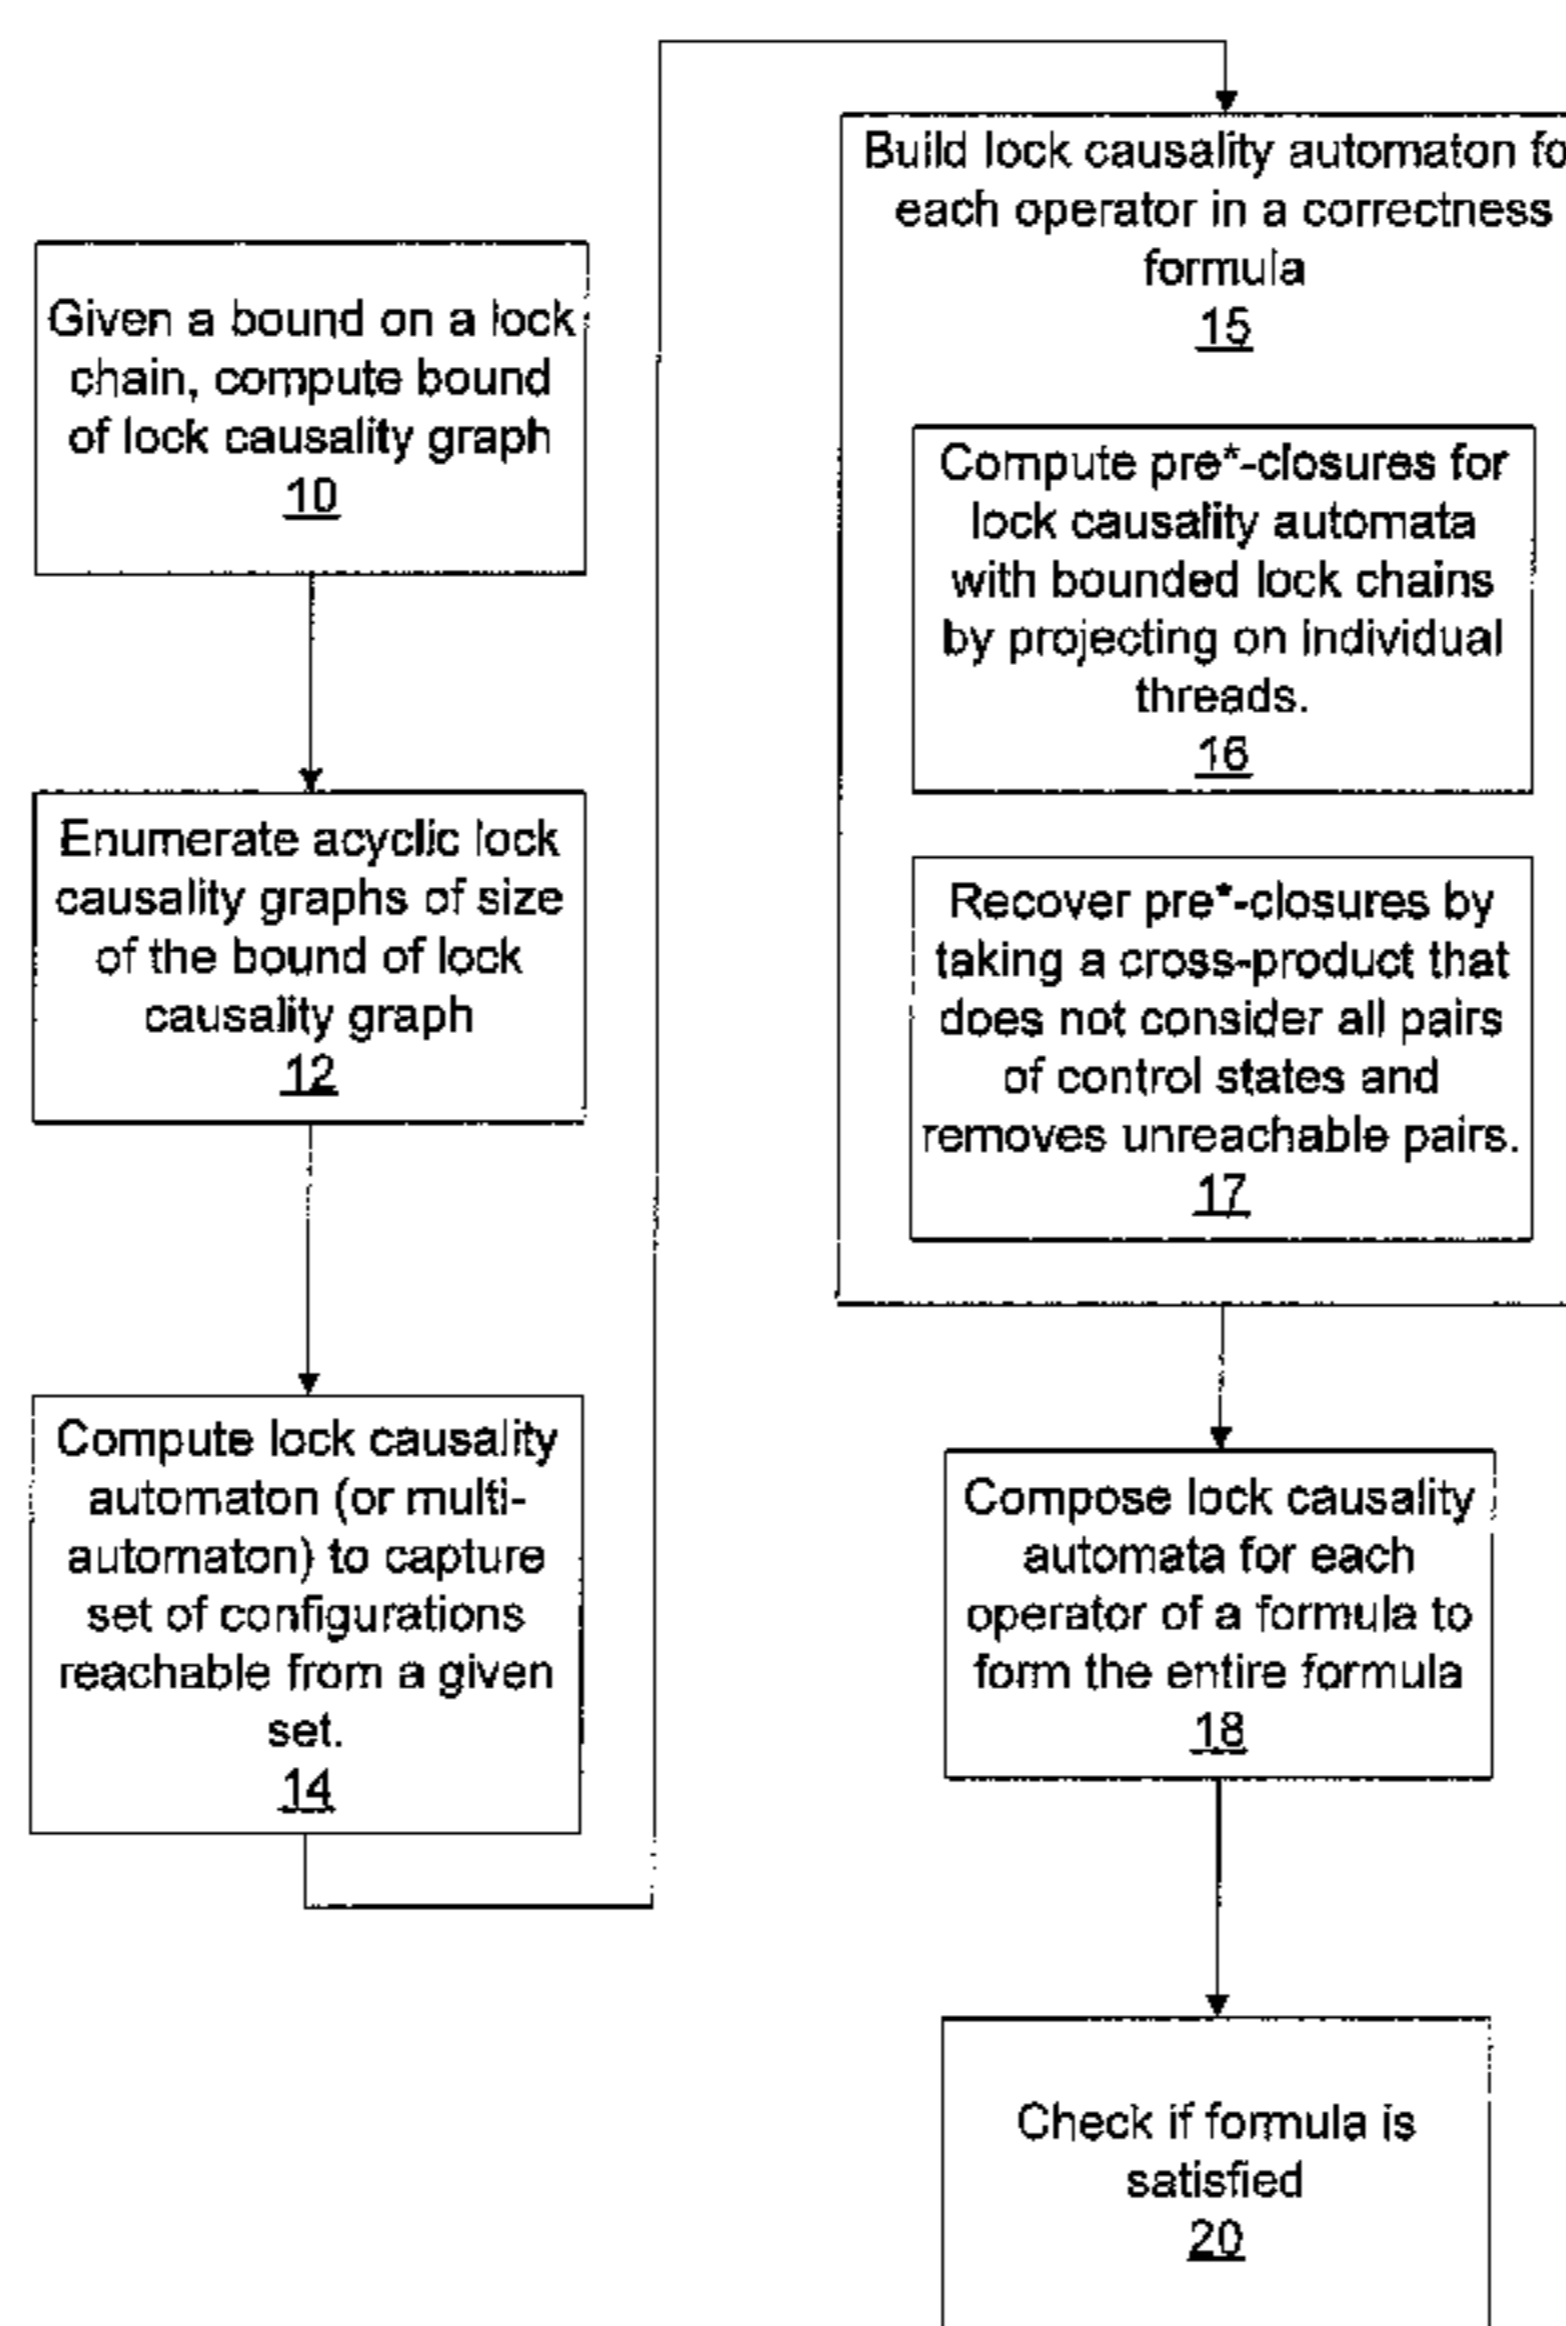 Given a bound on a lock
chain, compute bound
of lock causality graph
10
Enumerate acyclic lock
causality graphs of size
of the bound of lock
causality graph
12
Compute lock causality
automaton (or multi-
automaton) to capture
set of configurations
reachable from a given
set.
14
Build lock causality automaton fo
each operator in a correctness
formula
15
Compute pre*-closures for
lock causality automata
with bounded lock chains
by projecting on individual
threads.
16
Recover pre*-closures by
taking a cross-product that
does not consider all pairs
of control states and
removes unreachable pairs.
17
Compose lock causality
automata for each
operator of a formula to
form the entire formula
18
Check if formula is
satisfied
20